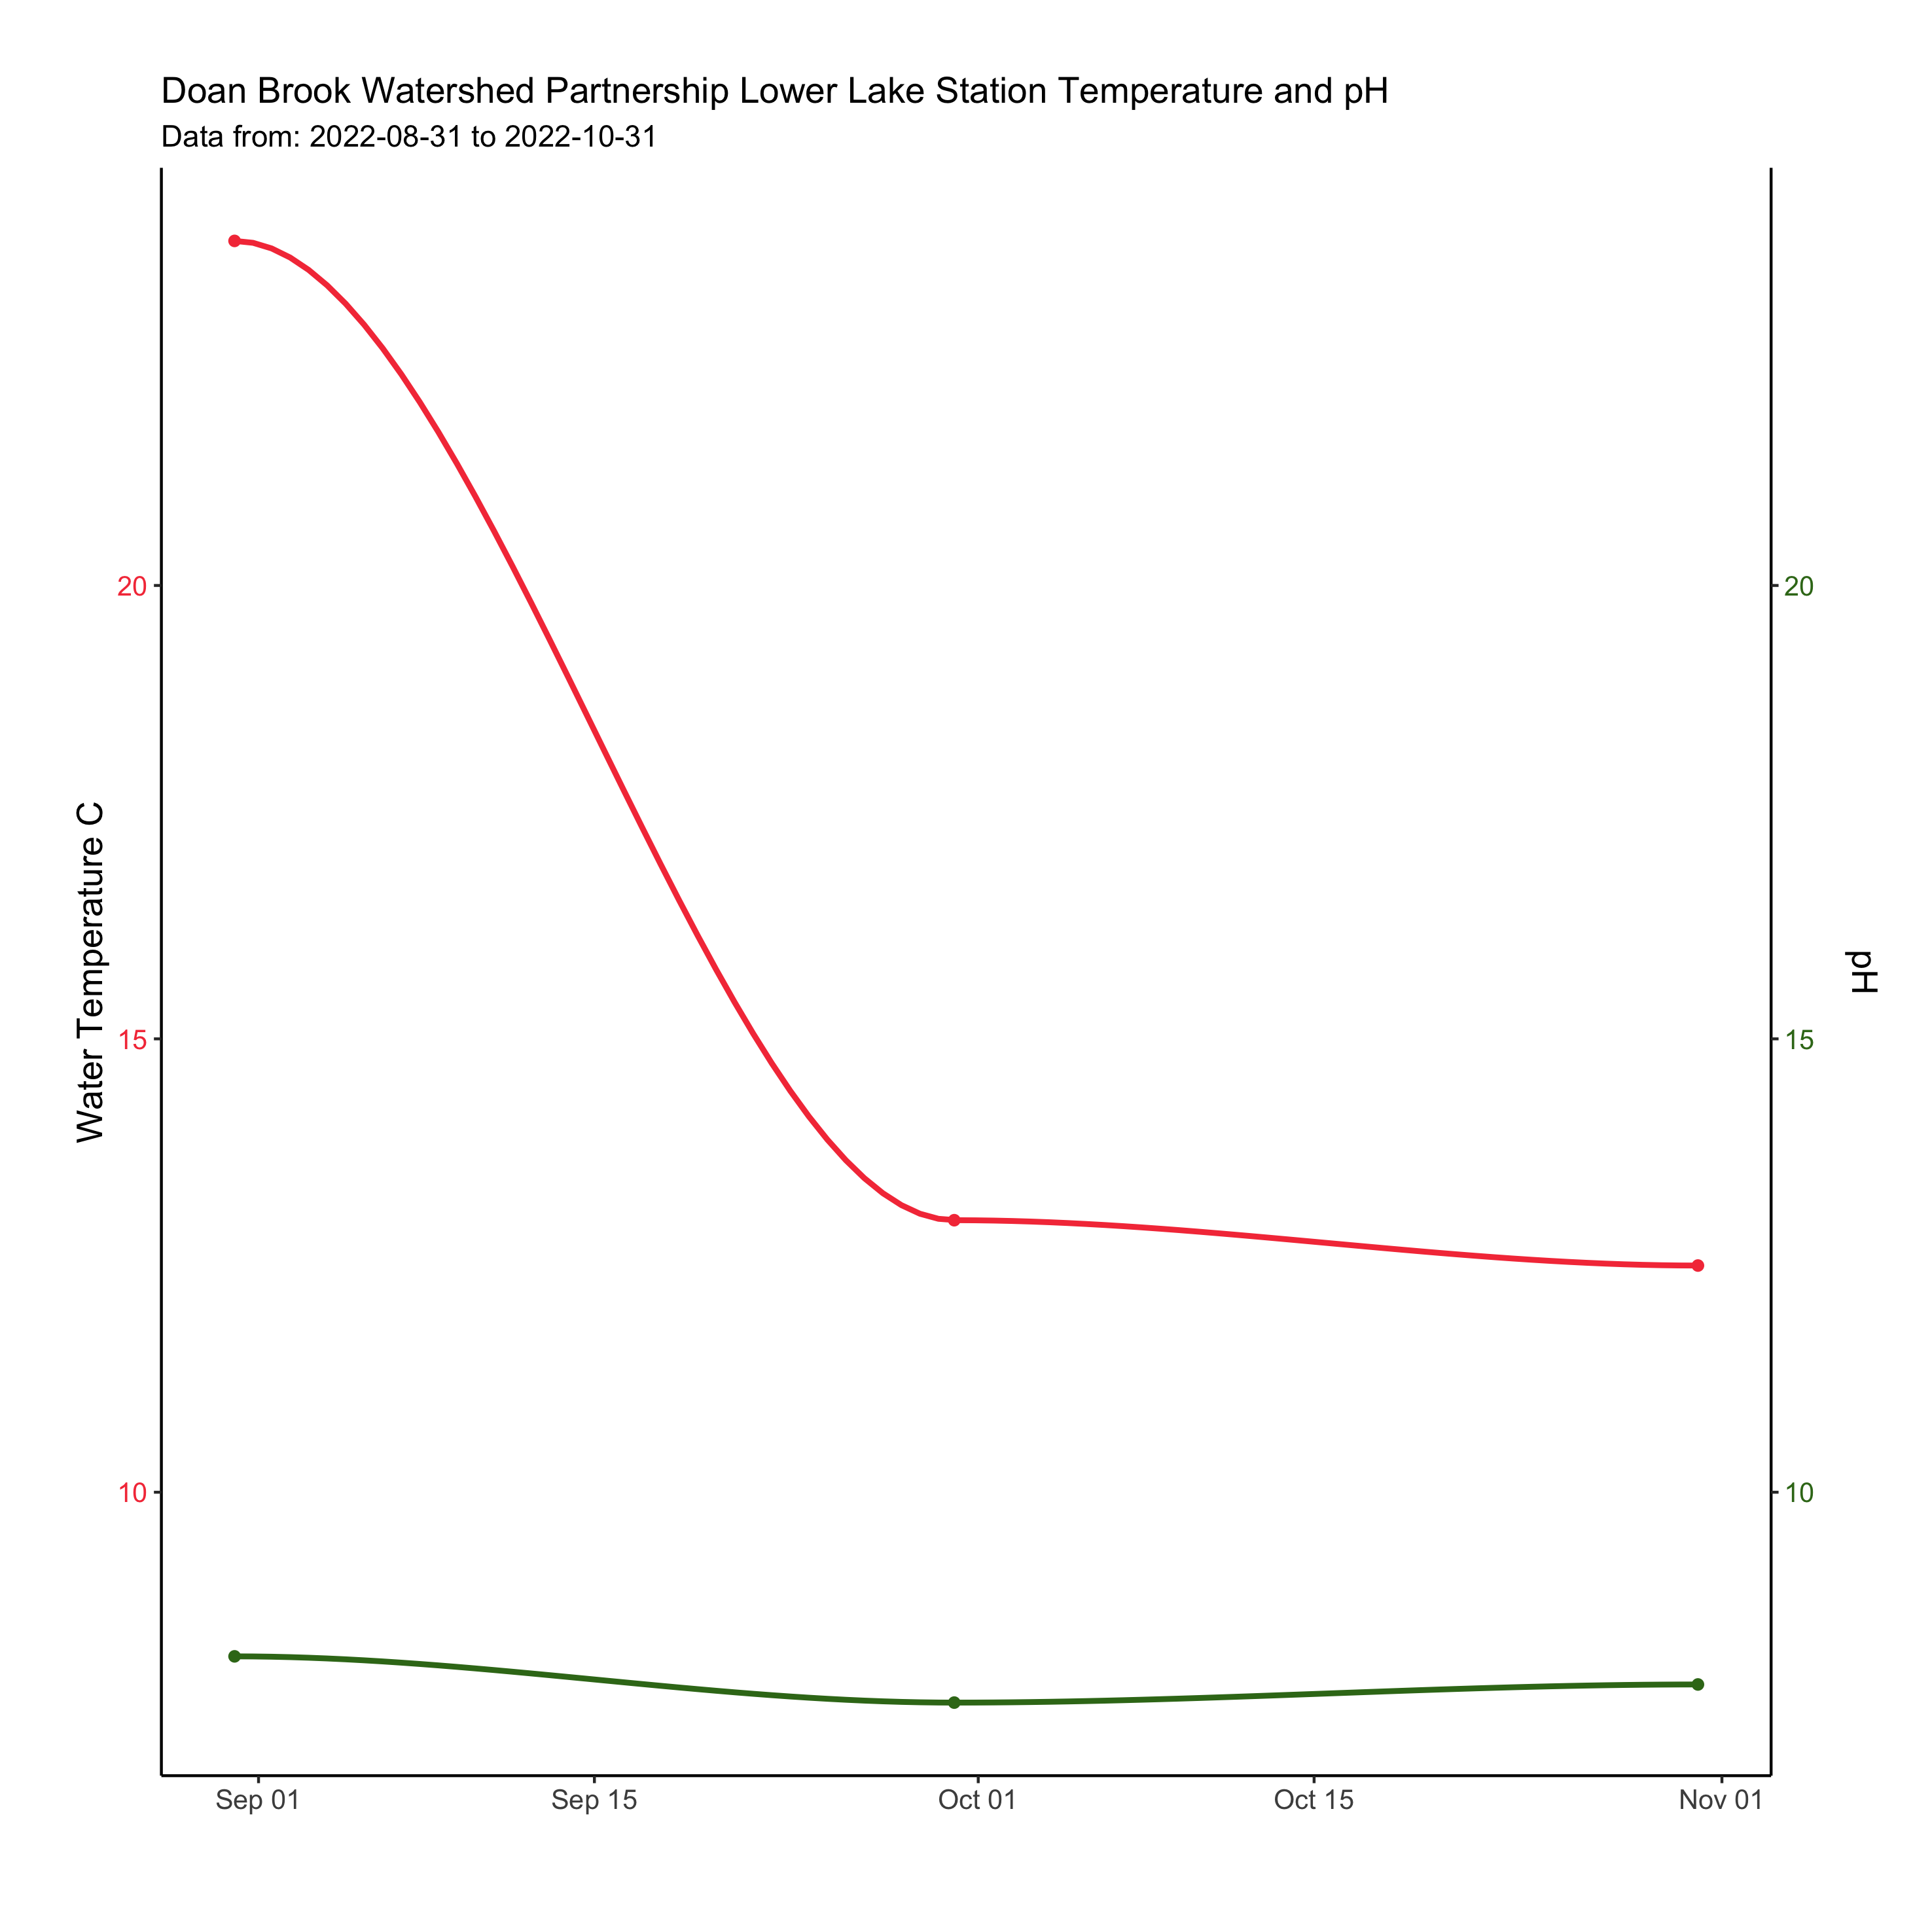 Doan Brook Watershed Partnership Lower Lake Station Temperature and pH
Data from: 2022-08-31 to 2022-10-31
Water Temperature C
20
15
10
20
15
10
pH
Sep 01
Sep 15
Oct 01
Oct 15
Nov 01